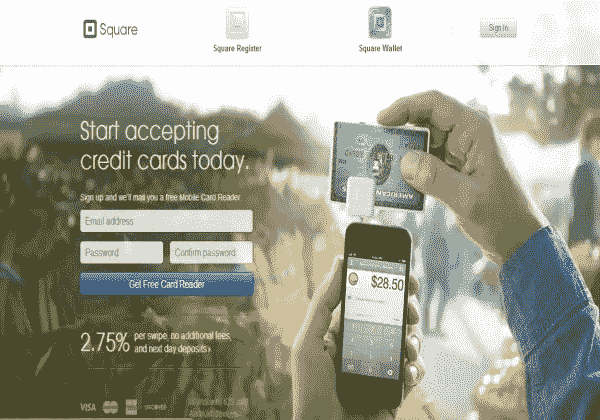 Square
Square Register
Square Wallet
Sign In
Start accepting
credit cards today.
Sign up and we'll mail you a free Mobile Card Reader
Email address
Password
Confirm password
Get Free Card Reader
2.75%
per swipe, no additional fees,
and next day deposits ›
VISA
DISCOVER
AMERICAN
$28.50